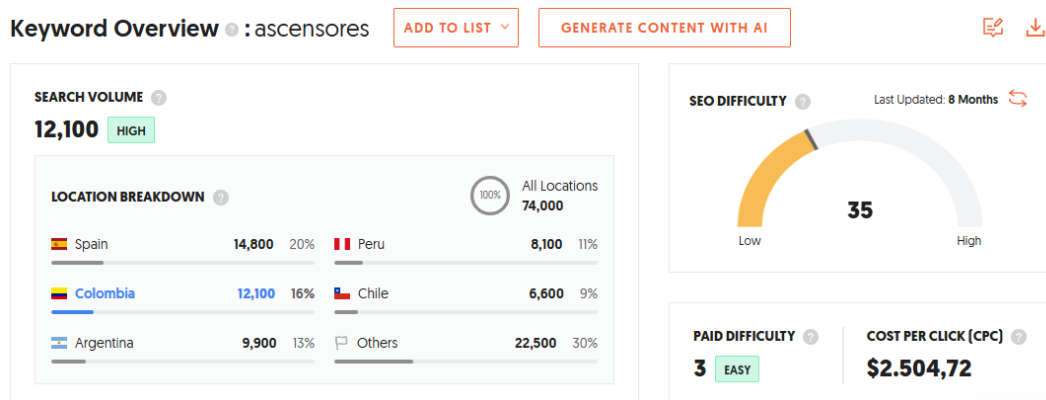 Keyword Overview ? : ascensores
ADD TO LIST
GENERATE CONTENT WITH AI
SEARCH VOLUME ?
12,100 HIGH
LOCATION BREAKDOWN ?
100%
All Locations
74,000
Spain 14,800 20%
Peru 8,100 11%
Colombia 12,100 16%
Chile 6,600 9%
Argentina 9,900 13%
Others 22,500 30%
SEO DIFFICULTY ?
Last Updated: 8 Months
35
Low
High
PAID DIFFICULTY ?
3 EASY
COST PER CLICK (CPC) ?
$2.504,72